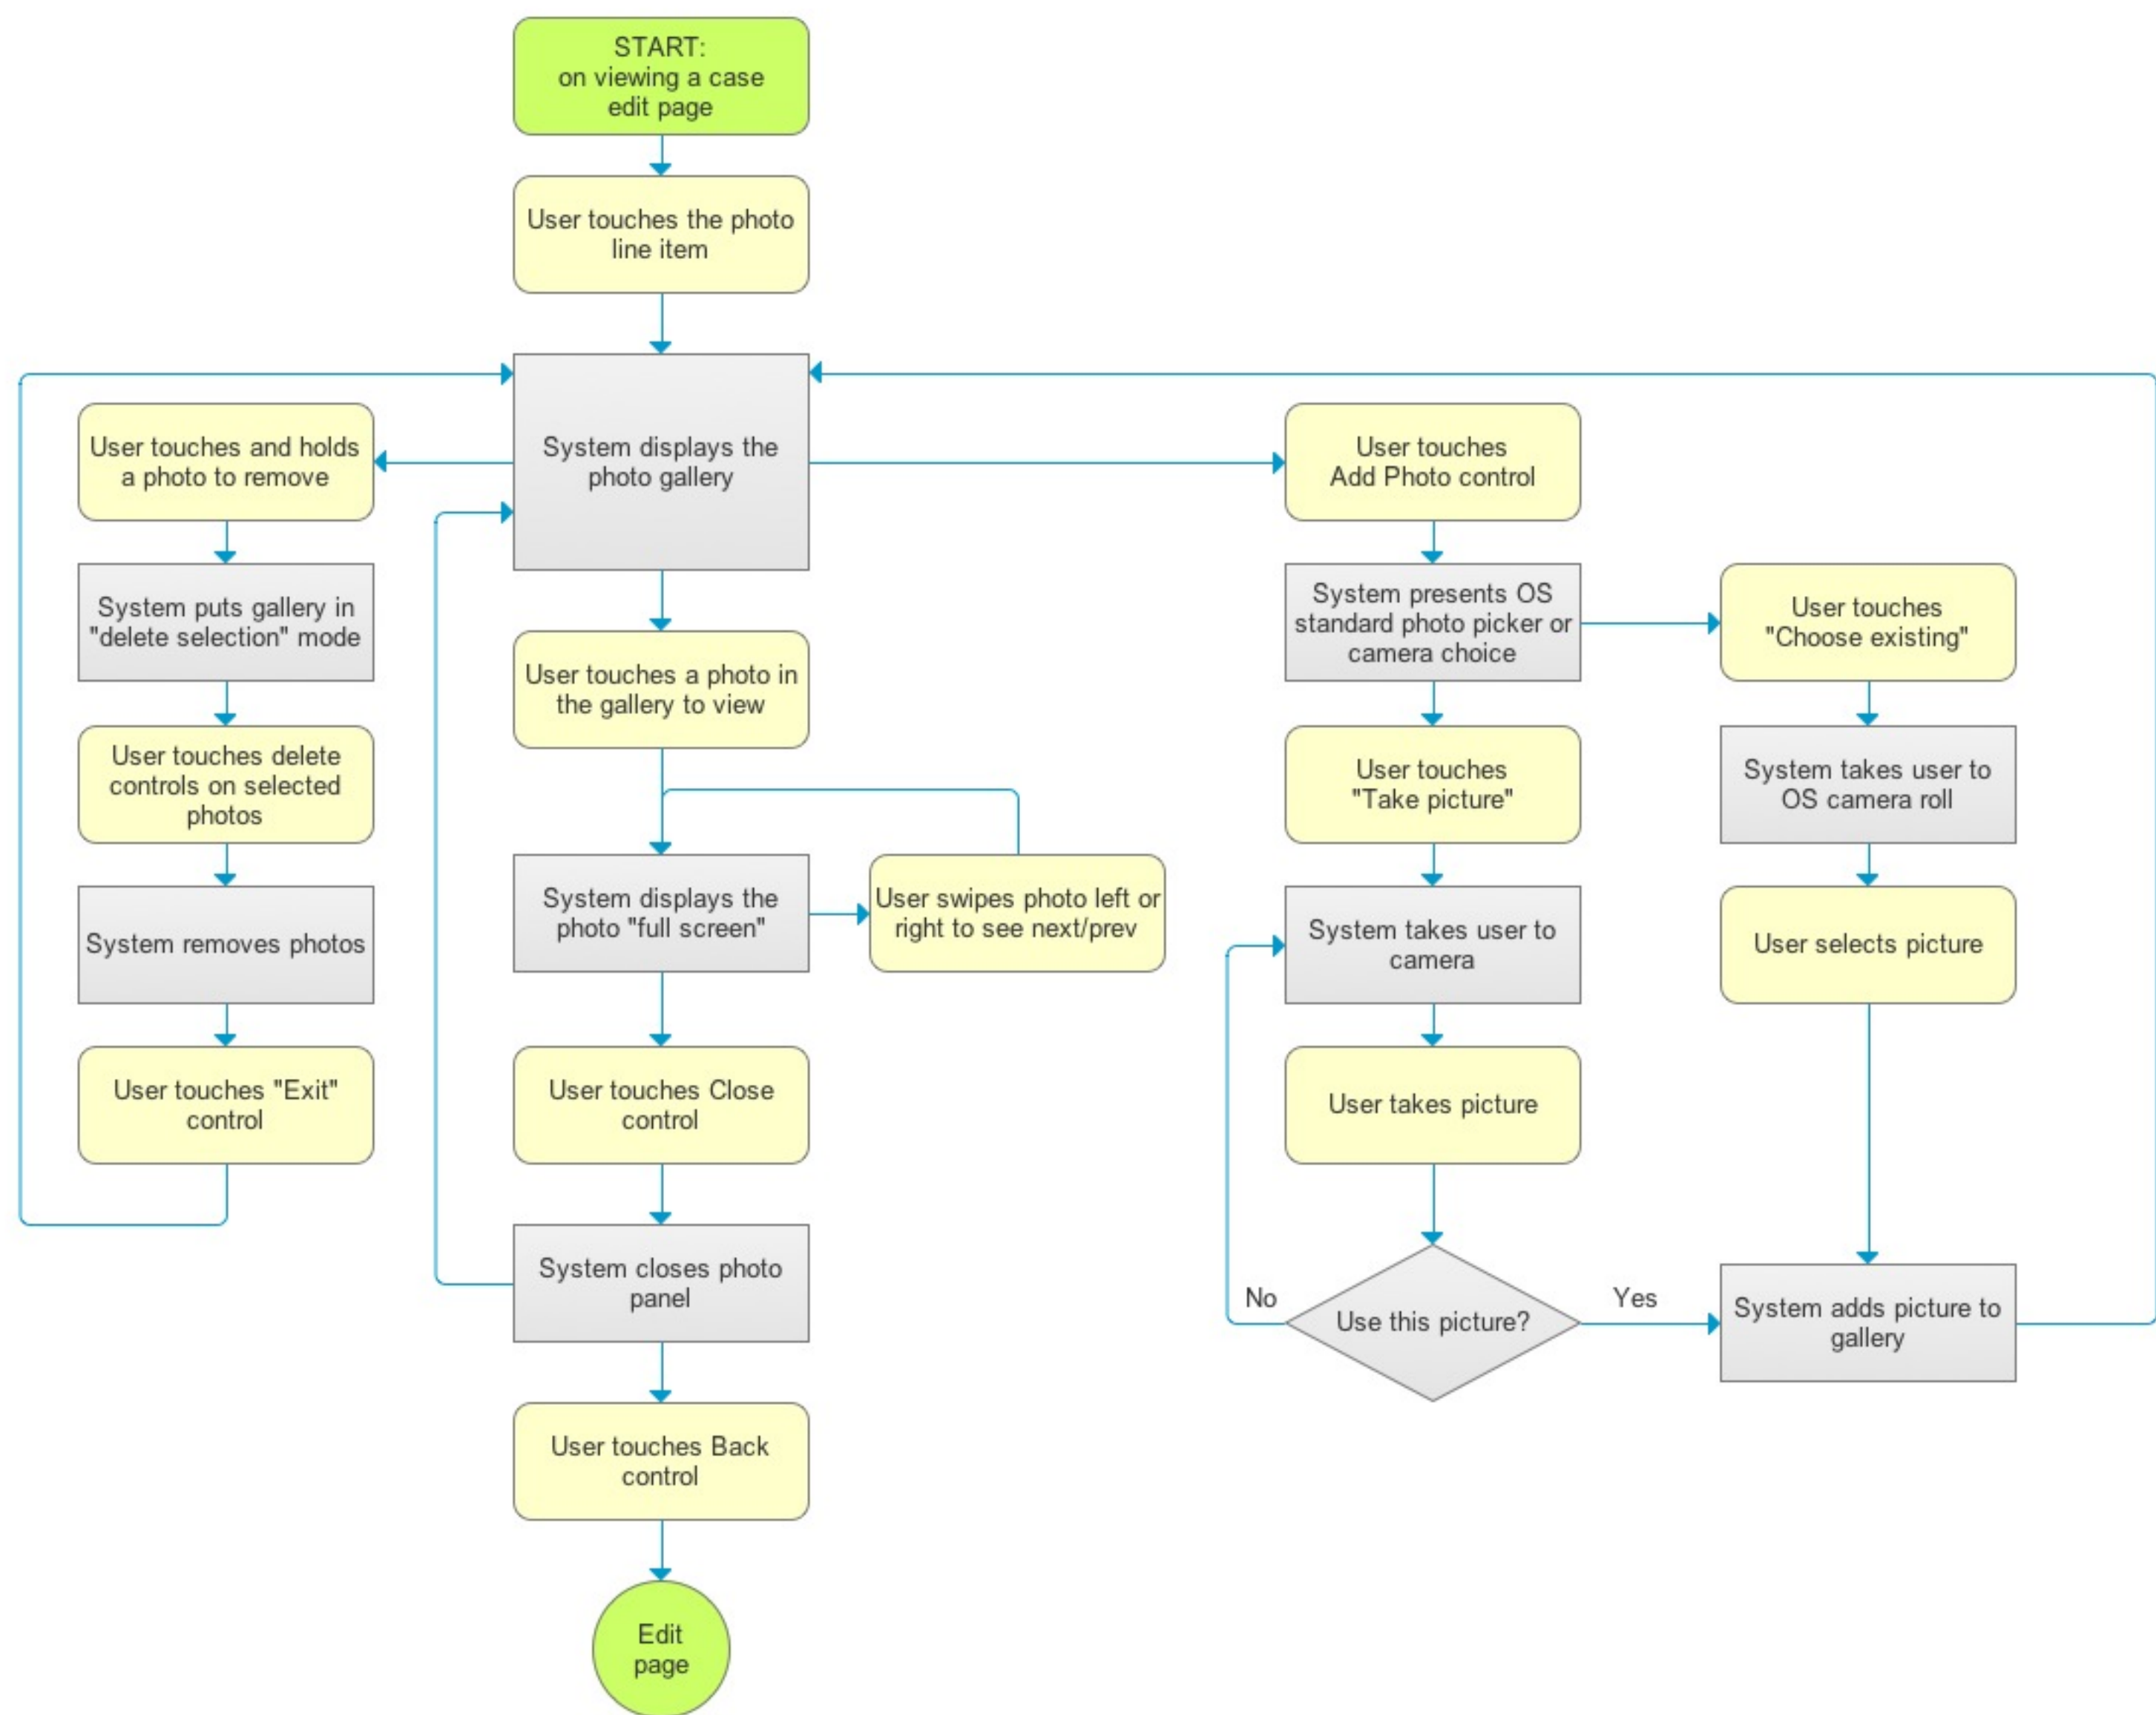 START:
on viewing a case
edit page
User touches the photo
line item
User touches and holds
a photo to remove
System displays the
photo gallery
User touches
Add Photo control
System puts gallery in
"delete selection" mode
System presents OS
standard photo picker or
camera choice
User touches
"Choose existing"
User touches a photo in
the gallery to view
User touches delete
controls on selected
photos
User touches
"Take picture"
System takes user to
OS camera roll
System displays the
photo "full screen"
User swipes photo left or
right to see next/prev
System removes photos
System takes user to
camera
User selects picture
User touches "Exit"
control
User touches Close
control
User takes picture
System closes photo
panel
No
Use this picture?
Yes
System adds picture to
gallery
User touches Back
control
Edit
page